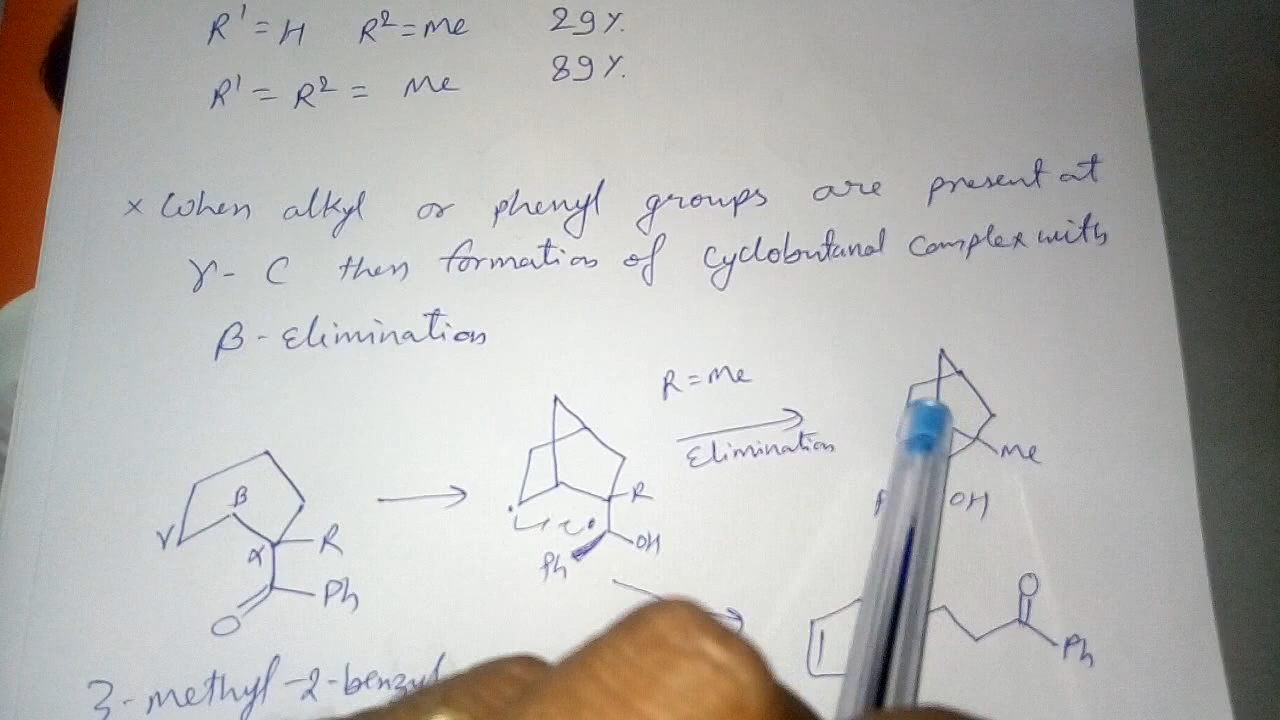 R¹ = H R² = Me 29 %.
R¹ = R² = Me 89 %.
× When alkyl or phenyl groups are present at
γ- C then formation of Cyclobutanol Complex with
β-Elimination
R = Me
Elimination
β
γ
α
R
Ph
O
R
OH
Ph
Me
OH
O
Ph
3-methyl-2-benzyl